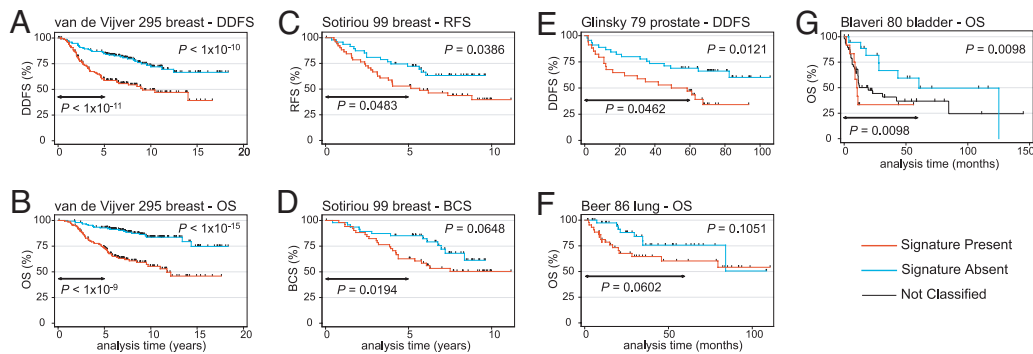 A van de Vijver 295 breast - DDFS
DDFS (%)
100
75
50
25
0
P < 1x10⁻¹⁰
P < 1x10⁻¹¹
0 5 10 15 20
B van de Vijver 295 breast - OS
OS (%)
100
75
50
25
0
P < 1x10⁻¹⁵
P < 1x10⁻⁹
0 5 10 15 20
analysis time (years)
C Sotiriou 99 breast - RFS
RFS (%)
100
75
50
25
0
P = 0.0386
P = 0.0483
0 5 10
D Sotiriou 99 breast - BCS
BCS (%)
100
75
50
25
0
P = 0.0648
P = 0.0194
0 5 10
analysis time (years)
E Glinsky 79 prostate - DDFS
DDFS (%)
100
75
50
25
0
P = 0.0121
P = 0.0462
0 20 40 60 80 100
F Beer 86 lung - OS
OS (%)
100
75
50
25
0
P = 0.1051
P = 0.0602
0 50 100
analysis time (months)
G Blaveri 80 bladder - OS
OS (%)
100
75
50
25
0
P = 0.0098
P = 0.0098
0 50 100 150
analysis time (months)
Signature Present
Signature Absent
Not Classified